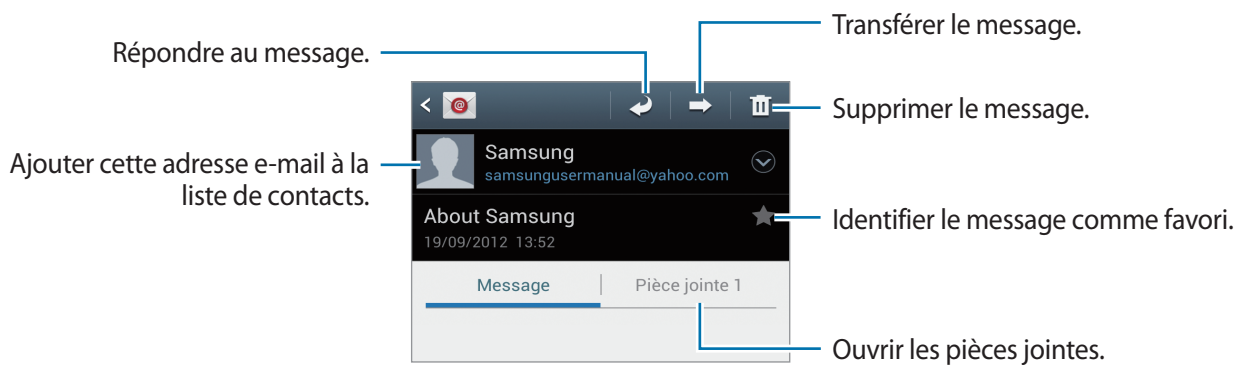 Transférer le message.
Répondre au message.
Supprimer le message.
Samsung
samsungusermanual@yahoo.com
Ajouter cette adresse e-mail à la
liste de contacts.
About Samsung
19/09/2012 13:52
Identifier le message comme favori.
Message
Pièce jointe 1
Ouvrir les pièces jointes.